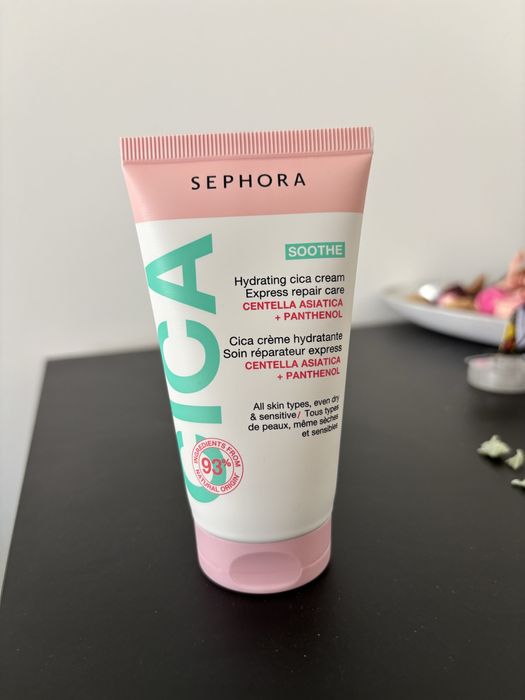 SEPHORA
SOOTHE
Hydrating cica cream
Express repair care
CENTELLA ASIATICA
+ PANTHENOL
Cica crème hydratante
Soin réparateur express
CENTELLA ASIATICA
+ PANTHENOL
All skin types, even dry
& sensitive/ Tous types
de peaux, même sèches
et sensibles
CICA
INGREDIENTS FROM
93%
NATURAL ORIGIN